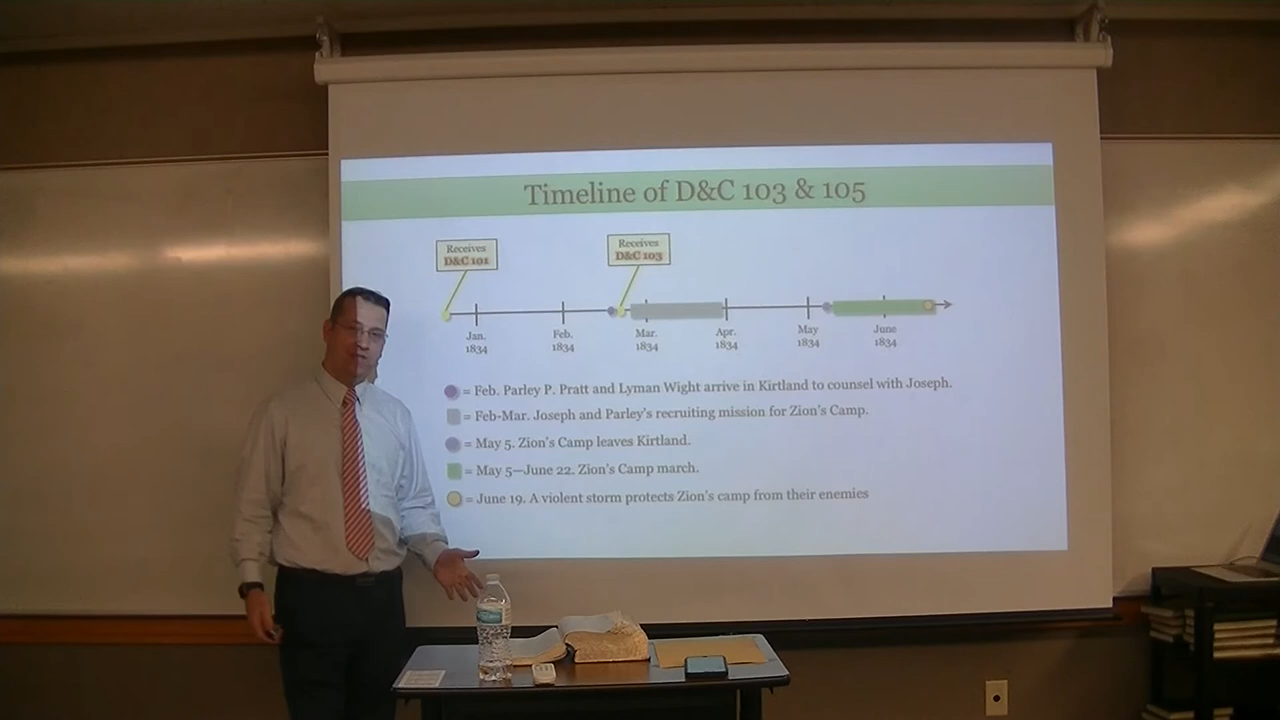 Timeline of D&C 103 & 105
Receives
D&C 101
Receives
D&C 103
Jan.
1834
Feb.
1834
Mar.
1834
Apr.
1834
May
1834
June
1834
= Feb. Parley P. Pratt and Lyman Wight arrive in Kirtland to counsel with Joseph.
= Feb-Mar. Joseph and Parley's recruiting mission for Zion's Camp.
= May 5. Zion's Camp leaves Kirtland.
= May 5—June 22. Zion's Camp march.
= June 19. A violent storm protects Zion's camp from their enemies